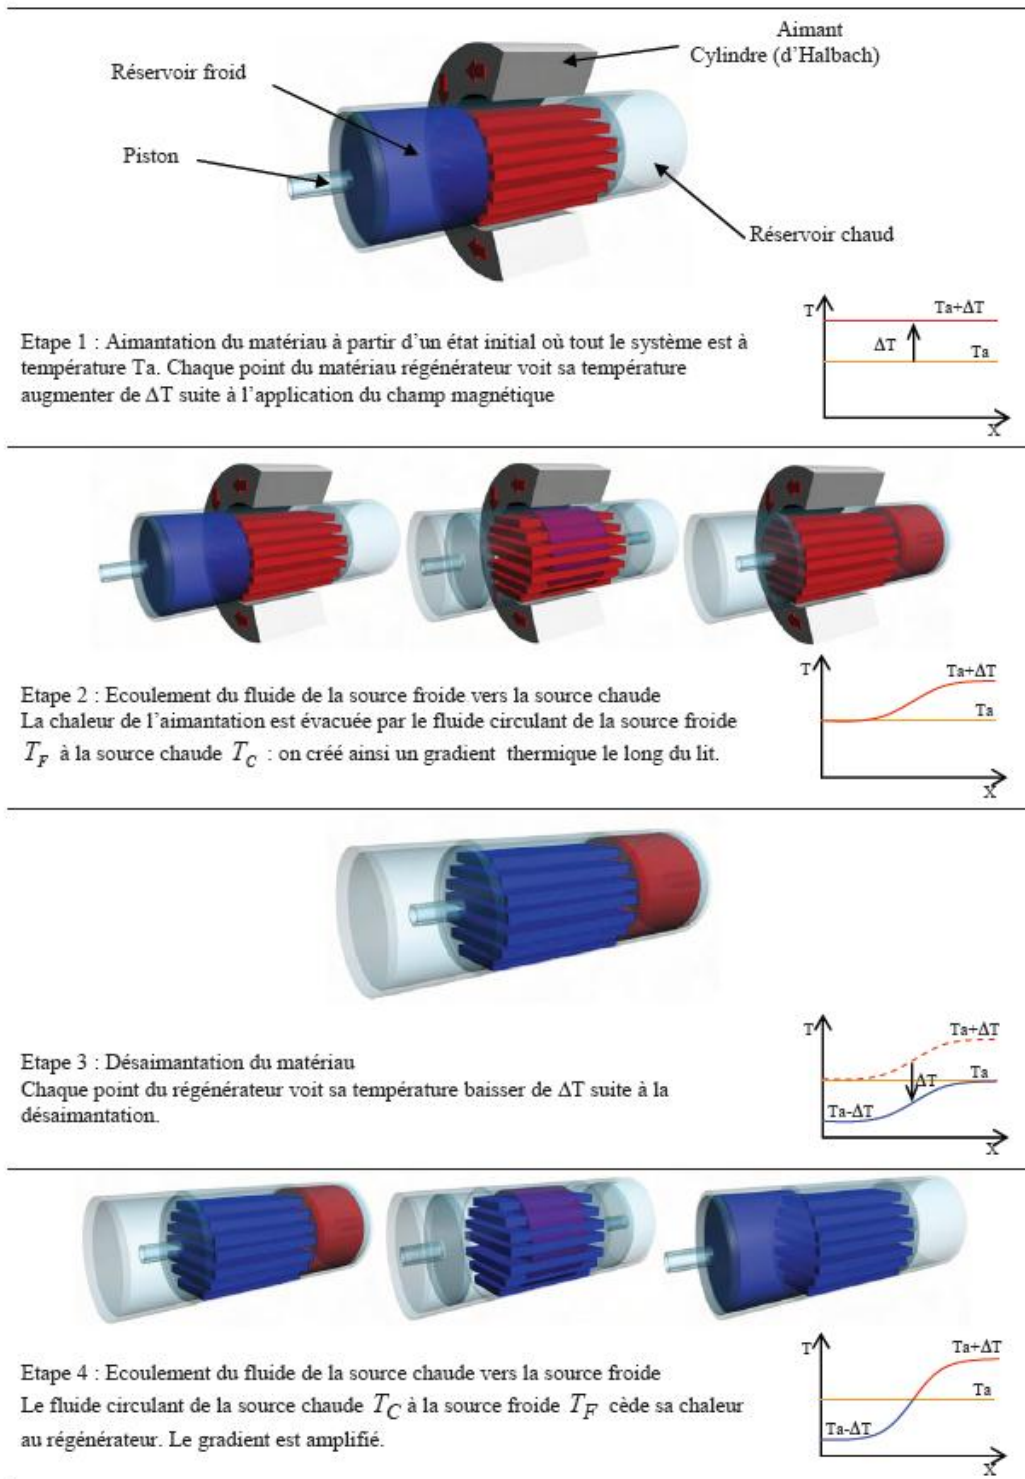 Aimant
Cylindre (d'Halbach)
Réservoir froid
Piston
Réservoir chaud
T
Ta+ΔT
ΔT
Ta
X
Etape 1 : Aimantation du matériau à partir d'un état initial où tout le système est à
température Ta. Chaque point du matériau régénérateur voit sa température
augmenter de ΔT suite à l'application du champ magnétique
T
Ta+ΔT
Ta
X
Etape 2 : Ecoulement du fluide de la source froide vers la source chaude
La chaleur de l'aimantation est évacuée par le fluide circulant de la source froide
T_F à la source chaude T_C : on créé ainsi un gradient thermique le long du lit.
T
Ta+ΔT
Ta
ΔT
Ta-ΔT
X
Etape 3 : Désaimantation du matériau
Chaque point du régénérateur voit sa température baisser de ΔT suite à la
désaimantation.
T
Ta+ΔT
Ta
Ta-ΔT
X
Etape 4 : Ecoulement du fluide de la source chaude vers la source froide
Le fluide circulant de la source chaude T_C à la source froide T_F cède sa chaleur
au régénérateur. Le gradient est amplifié.